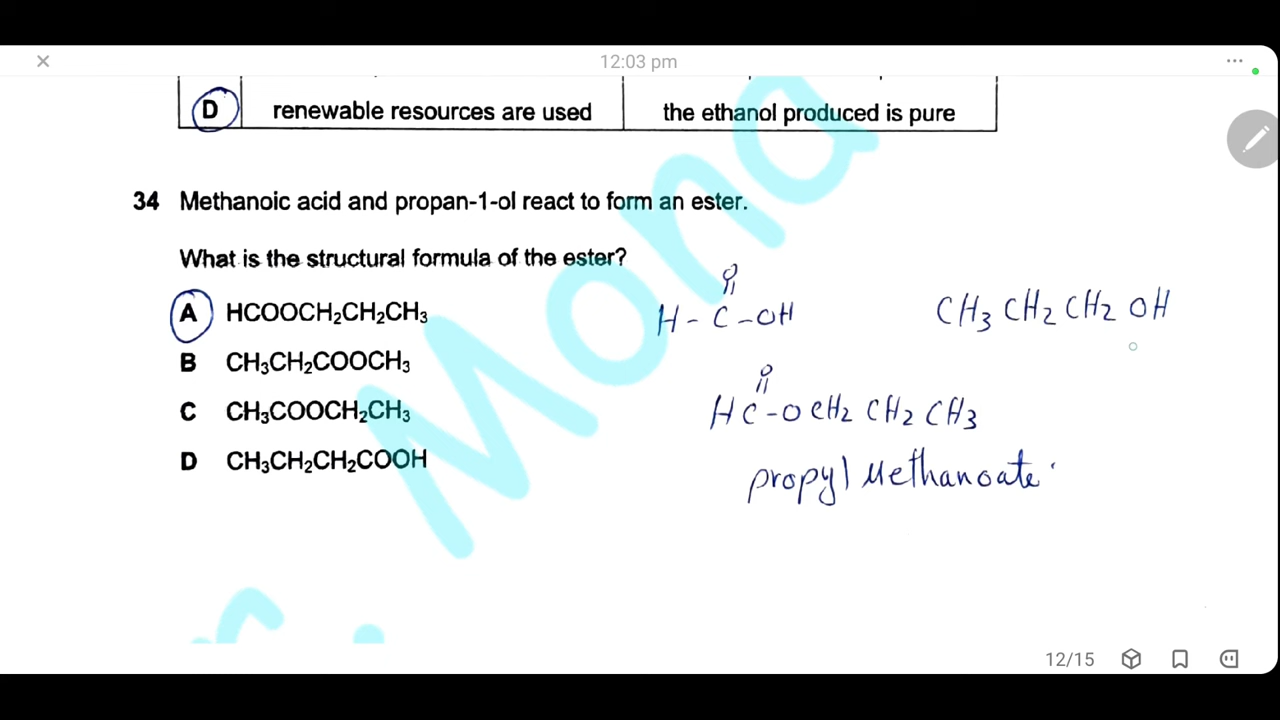 12:03 pm
D renewable resources are used the ethanol produced is pure
34 Methanoic acid and propan-1-ol react to form an ester.
What is the structural formula of the ester?
A HCOOCH₂CH₂CH₃
B CH₃CH₂COOCH₃
C CH₃COOCH₂CH₃
D CH₃CH₂CH₂COOH
O
H - C - OH
CH₃ CH₂ CH₂ OH
O
HC - O CH₂ CH₂ CH₃
propyl Methanoate
Mona
12/15